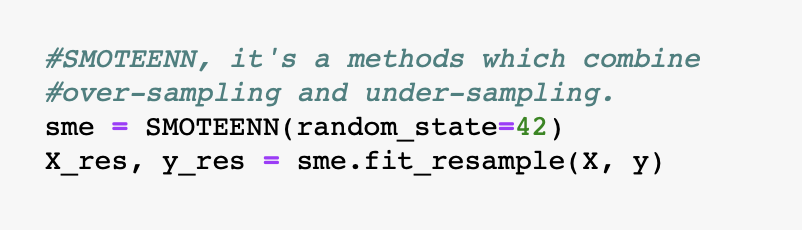 #SMOTEENN, it's a methods which combine
#over-sampling and under-sampling.
sme = SMOTEENN(random_state=42)
X_res, y_res = sme.fit_resample(X, y)